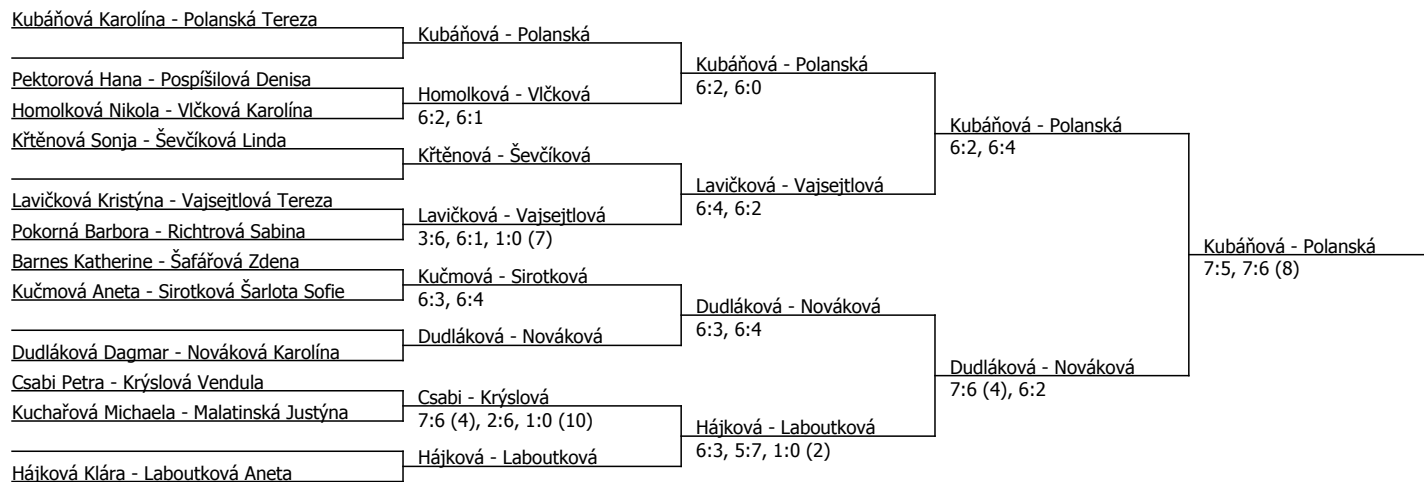 Kubáňová Karolína - Polanská Tereza
Pektorová Hana - Pospíšilová Denisa
Homolková Nikola - Vlčková Karolína
Křtěnová Sonja - Ševčíková Linda
Lavičková Kristýna - Vajsejtlová Tereza
Pokorná Barbora - Richtrová Sabina
Barnes Katherine - Šafářová Zdena
Kučmová Aneta - Sirotková Šarlota Sofie
Dudláková Dagmar - Nováková Karolína
Csabi Petra - Krýslová Vendula
Kuchařová Michaela - Malatinská Justýna
Hájková Klára - Laboutková Aneta
Kubáňová - Polanská
Homolková - Vlčková
6:2, 6:1
Křtěnová - Ševčíková
Lavičková - Vajsejtlová
3:6, 6:1, 1:0 (7)
Kučmová - Sirotková
6:3, 6:4
Dudláková - Nováková
Csabi - Krýslová
7:6 (4), 2:6, 1:0 (10)
Hájková - Laboutková
Kubáňová - Polanská
6:2, 6:0
Lavičková - Vajsejtlová
6:4, 6:2
Dudláková - Nováková
6:3, 6:4
Hájková - Laboutková
6:3, 5:7, 1:0 (2)
Kubáňová - Polanská
6:2, 6:4
Dudláková - Nováková
7:6 (4), 6:2
Kubáňová - Polanská
7:5, 7:6 (8)